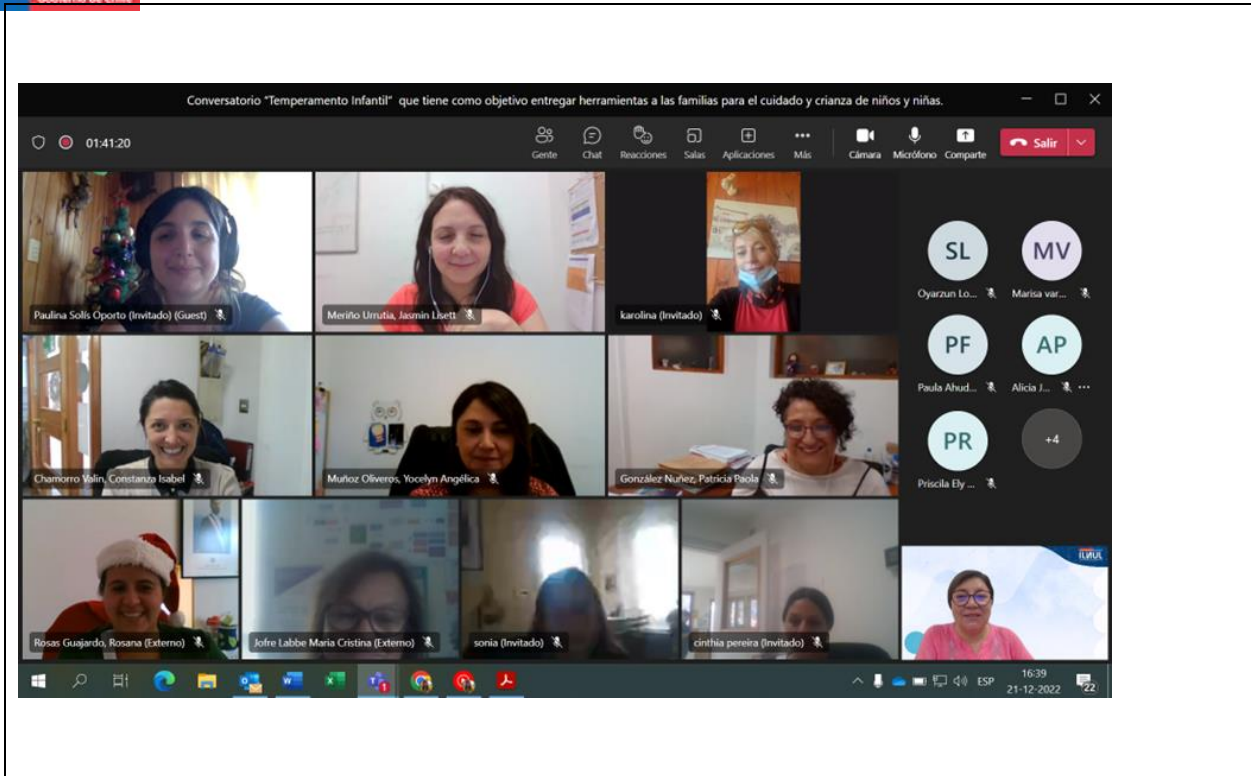 Gobierno de Chile
Conversatorio "Temperamento Infantil" que tiene como objetivo entregar herramientas a las familias para el cuidado y crianza de niños y niñas.
01:41:20
Gente Chat Reacciones Salas Aplicaciones Más Cámara Micrófono Comparte Salir
Paulina Solís Oporto (Invitado) (Guest)
Meriño Urrutia, Jasmin Lisett
karolina (Invitado)
SL
Oyarzun Lo...
MV
Marisa var...
Chamorro Valin, Constanza Isabel
Muñoz Oliveros, Yocelyn Angélica
González Nuñez, Patricia Paola
PF
Paula Ahud...
AP
Alicia J...
PR
Priscila Ely ...
+4
Rosas Guajardo, Rosana (Externo)
Jofre Labbe Maria Cristina (Externo)
sonia (Invitado)
cinthia pereira (Invitado)
ESP
16:39
21-12-2022
22